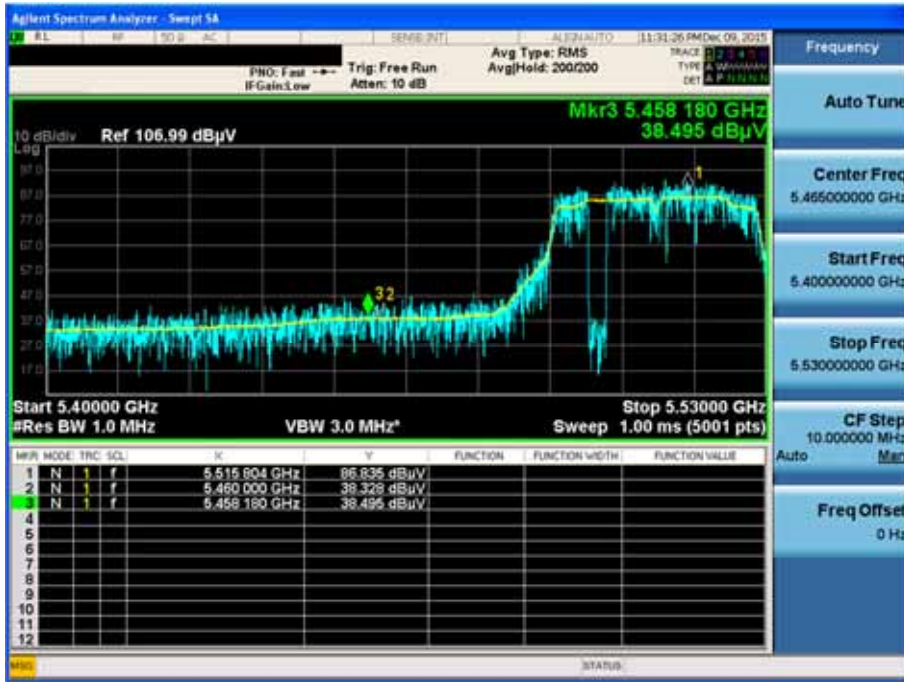 Agilent Spectrum Analyzer - Swept SA
RL RF 50 Ω AC SENSE:INT ALIGN AUTO 11:31:26 PM Dec 09, 2015
PNO: Fast
IFGain:Low
Trig: Free Run
Atten: 10 dB
Avg Type: RMS
Avg|Hold: 200/200
TRACE 1 2 3 4 5 6
TYPE
DET
Mkr3 5.458 180 GHz
38.495 dBµV
10 dB/div Ref 106.99 dBµV
Log
97.0
87.0
77.0
67.0
57.0
47.0
37.0
27.0
17.0
1
3 2
Start 5.40000 GHz Stop 5.53000 GHz
#Res BW 1.0 MHz VBW 3.0 MHz* Sweep 1.00 ms (5001 pts)
MKR MODE TRC SCL X Y FUNCTION FUNCTION WIDTH FUNCTION VALUE
1 N 1 f 5.515 804 GHz 86.835 dBµV
2 N 1 f 5.460 000 GHz 38.328 dBµV
3 N 1 f 5.458 180 GHz 38.495 dBµV
4
5
6
7
8
9
10
11
12
MSG STATUS
Frequency
Auto Tune
Center Freq
5.465000000 GHz
Start Freq
5.400000000 GHz
Stop Freq
5.530000000 GHz
CF Step
10.000000 MHz
Auto Man
Freq Offset
0 Hz